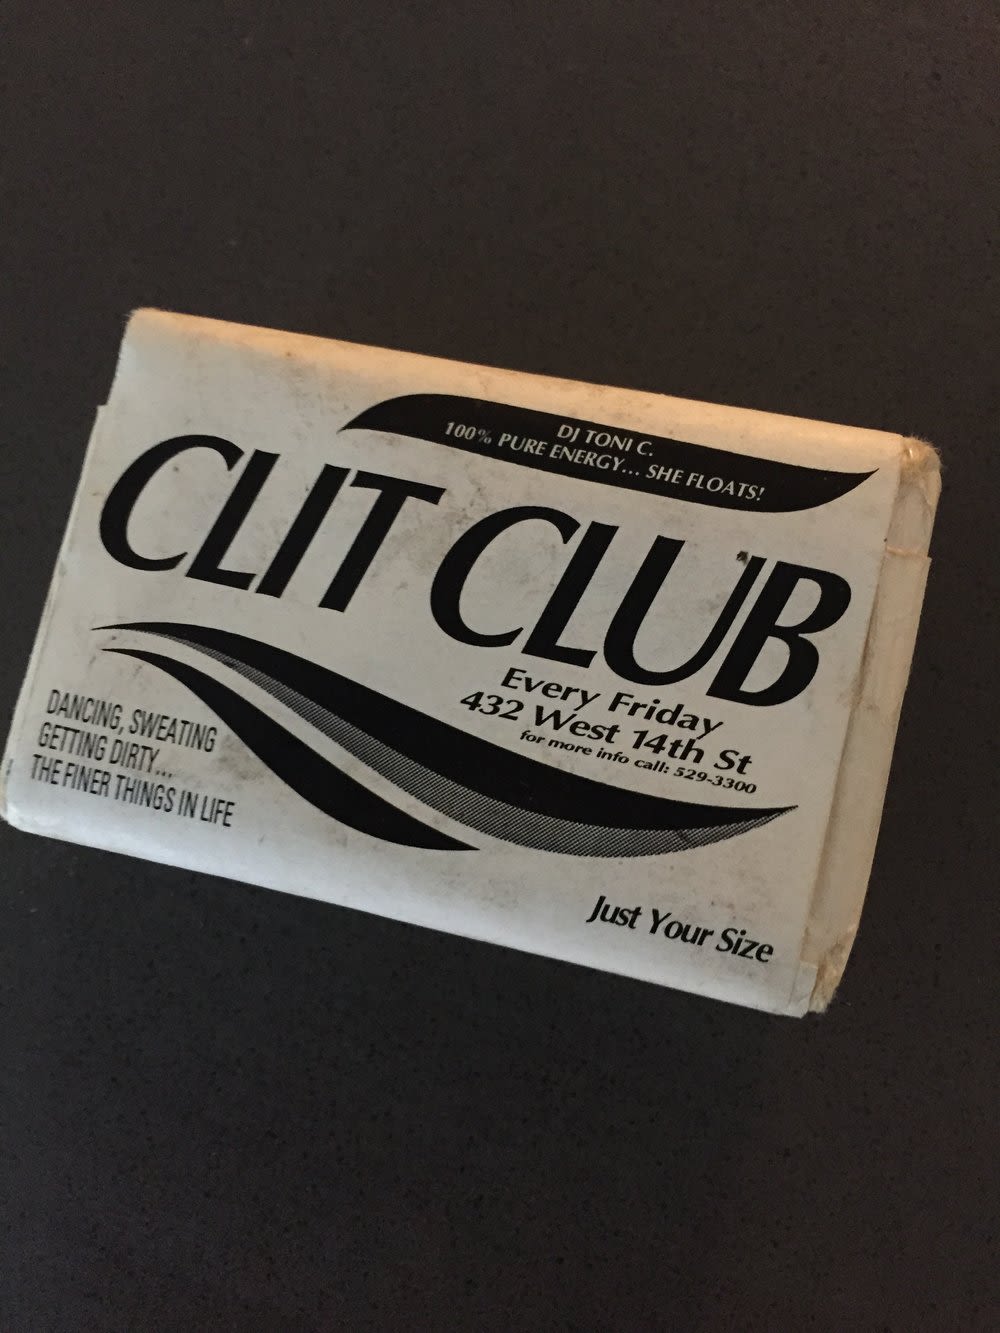 DJ TONI C.
100% PURE ENERGY... SHE FLOATS!
CLIT CLUB
Every Friday
432 West 14th St
for more info call: 529-3300
DANCING, SWEATING
GETTING DIRTY...
THE FINER THINGS IN LIFE
Just Your Size